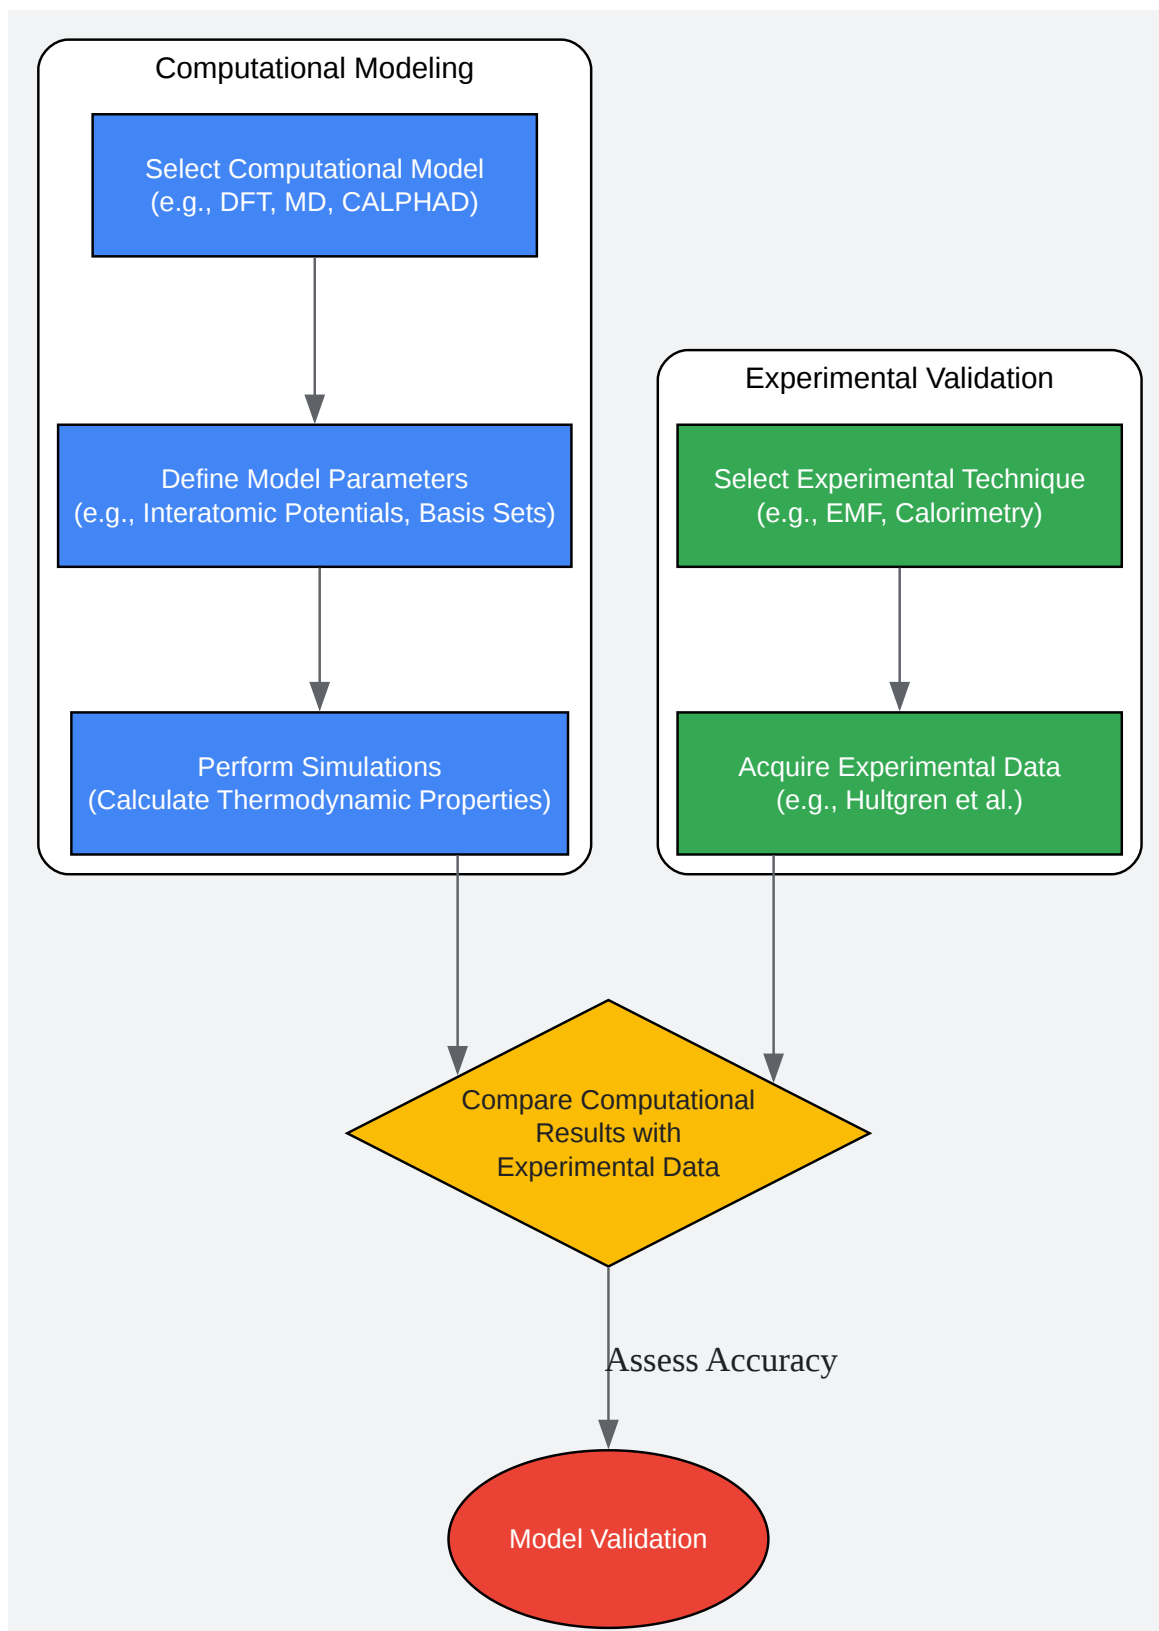 Computational Modeling
Select Computational Model
(e.g., DFT, MD, CALPHAD)
Define Model Parameters
(e.g., Interatomic Potentials, Basis Sets)
Perform Simulations
(Calculate Thermodynamic Properties)
Experimental Validation
Select Experimental Technique
(e.g., EMF, Calorimetry)
Acquire Experimental Data
(e.g., Hultgren et al.)
Compare Computational
Results with
Experimental Data
Assess Accuracy
Model Validation